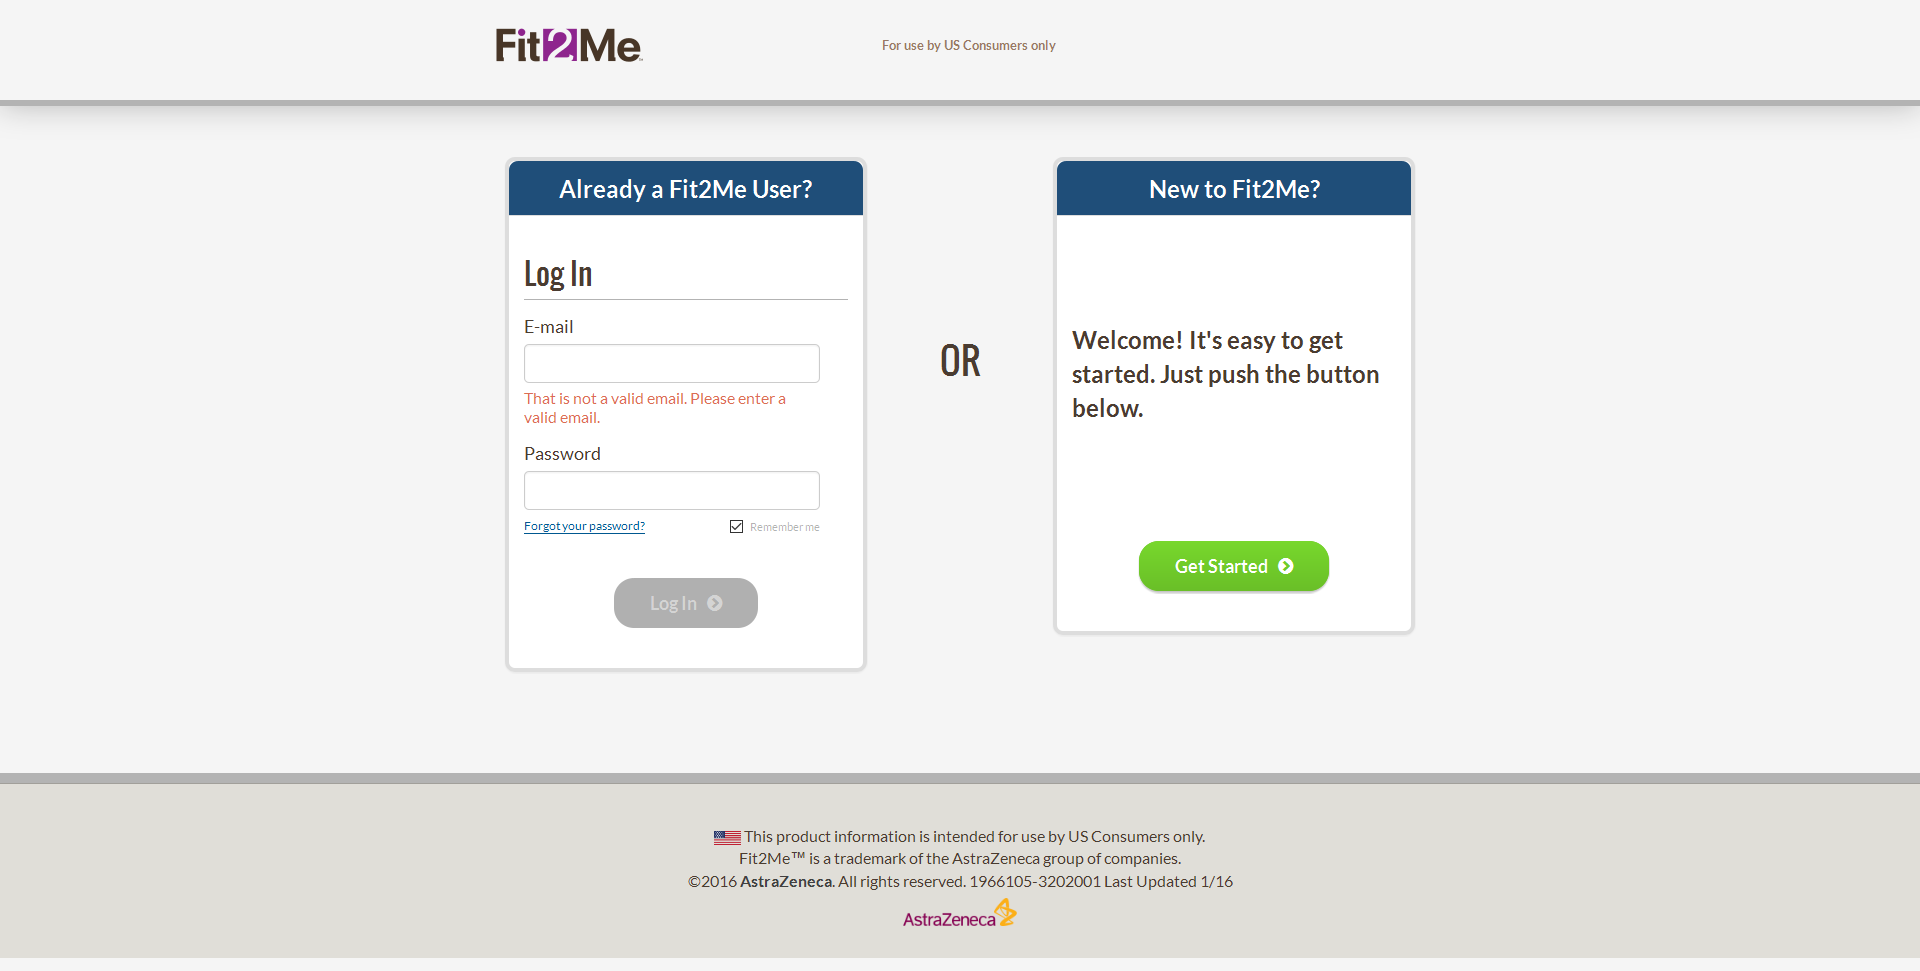 Fit2Me™
For use by US Consumers only
Already a Fit2Me User?
Log In
E-mail
That is not a valid email. Please enter a
valid email.
Password
Forgot your password?
Remember me
Log In
OR
New to Fit2Me?
Welcome! It's easy to get
started. Just push the button
below.
Get Started
This product information is intended for use by US Consumers only.
Fit2Me™ is a trademark of the AstraZeneca group of companies.
©2016 AstraZeneca. All rights reserved. 1966105-3202001 Last Updated 1/16
AstraZeneca